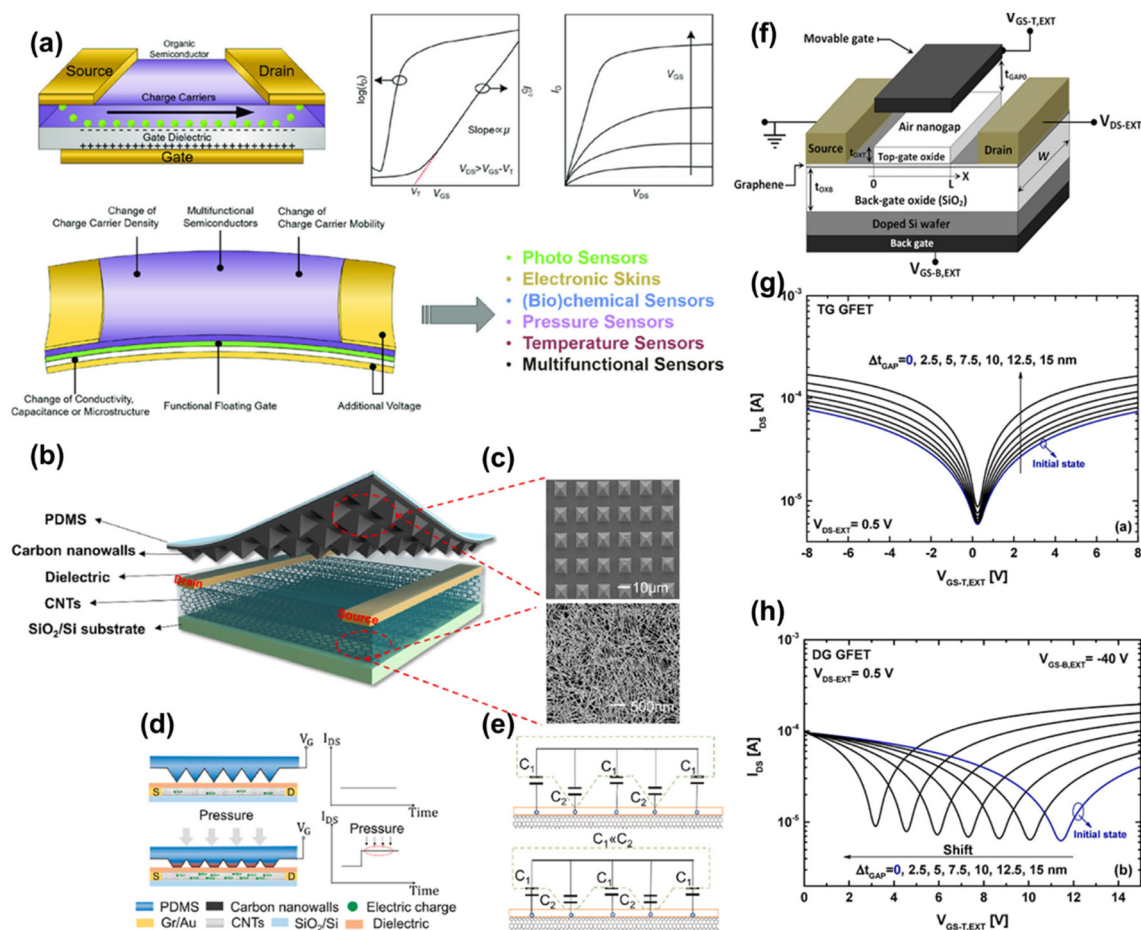 (a)
Organic
Semiconductor
Source
Drain
Charge Carriers
Gate Dielectric
Gate
log(I_D)
Slope∝μ
V_DS>V_GS-V_T
V_T
V_GS
I_D
V_GS
V_DS
Change of
Charge Carrier Density
Multifunctional
Semiconductors
Change of
Charge Carrier Mobility
Change of Conductivity,
Capacitance or Microstructure
Functional Floating Gate
Additional Voltage
• Photo Sensors
• Electronic Skins
• (Bio)chemical Sensors
• Pressure Sensors
• Temperature Sensors
• Multifunctional Sensors
(b)
PDMS
Carbon nanowalls
Dielectric
CNTs
SiO2/Si substrate
Drain
Source
(c)
10μm
500nm
(d)
V_G
I_DS
S
D
Time
Pressure
V_G
I_DS
Pressure
S
D
Time
PDMS
Carbon nanowalls
Electric charge
Gr/Au
CNTs
SiO2/Si
Dielectric
(e)
C1
C1
C1
C2
C2
C1≪C2
C1
C1
C1
C2
C2
(f)
V_GS-T,EXT
Movable gate
t_GAP0
Air nanogap
V_DS-EXT
Source
Drain
t_OXT
Top-gate oxide
W
Graphene
0
L
X
t_OXB
Back-gate oxide (SiO2)
Doped Si wafer
Back gate
V_GS-B,EXT
(g)
10^-3
TG GFET
Δt_GAP=0, 2.5, 5, 7.5, 10, 12.5, 15 nm
10^-4
I_DS [A]
Initial state
10^-5
V_DS-EXT= 0.5 V
(a)
-8 -6 -4 -2 0 2 4 6 8
V_GS-T,EXT [V]
(h)
10^-3
DG GFET
V_GS-B,EXT = -40 V
V_DS-EXT= 0.5 V
10^-4
I_DS [A]
10^-5
Initial state
Shift
Δt_GAP=0, 2.5, 5, 7.5, 10, 12.5, 15 nm
(b)
10^-6
0 2 4 6 8 10 12 14
V_GS-T,EXT [V]